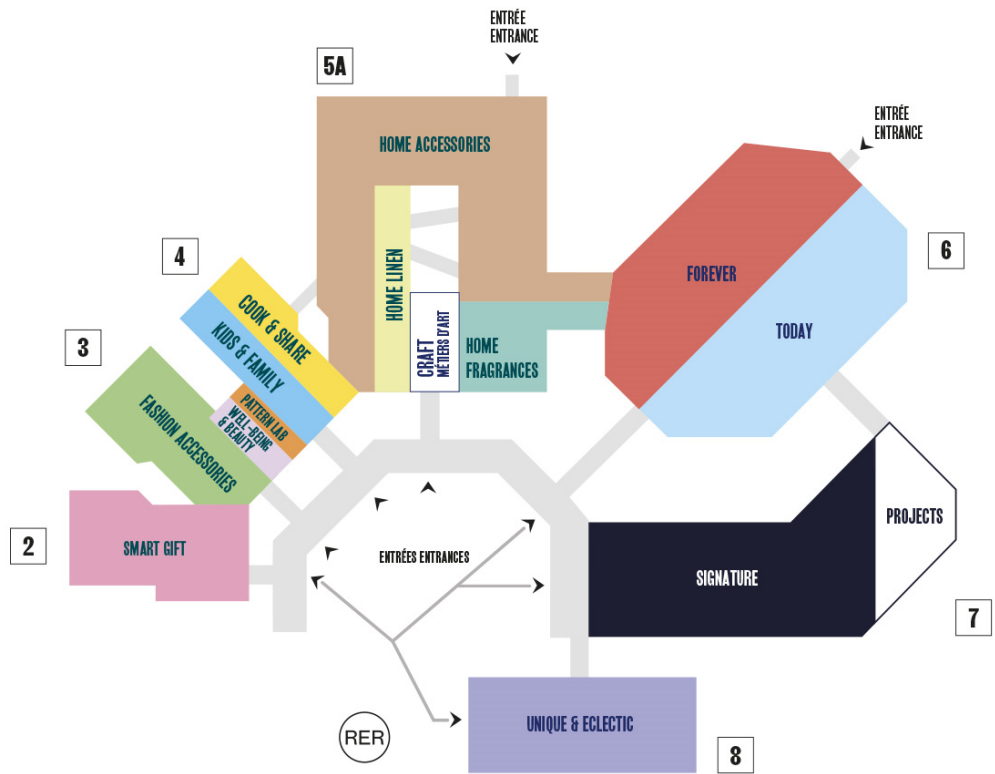 ENTRÉE
ENTRANCE
5A
HOME ACCESSORIES
ENTRÉE
ENTRANCE
4
6
HOME LINEN
FOREVER
COOK & SHARE
TODAY
KIDS & FAMILY
CRAFT
MÉTIERS D'ART
HOME
FRAGRANCES
3
PATTERN LAB
WELL-BEING
& BEAUTY
FASHION ACCESSORIES
PROJECTS
2
SMART GIFT
ENTRÉES ENTRANCES
SIGNATURE
7
UNIQUE & ECLECTIC
RER
8